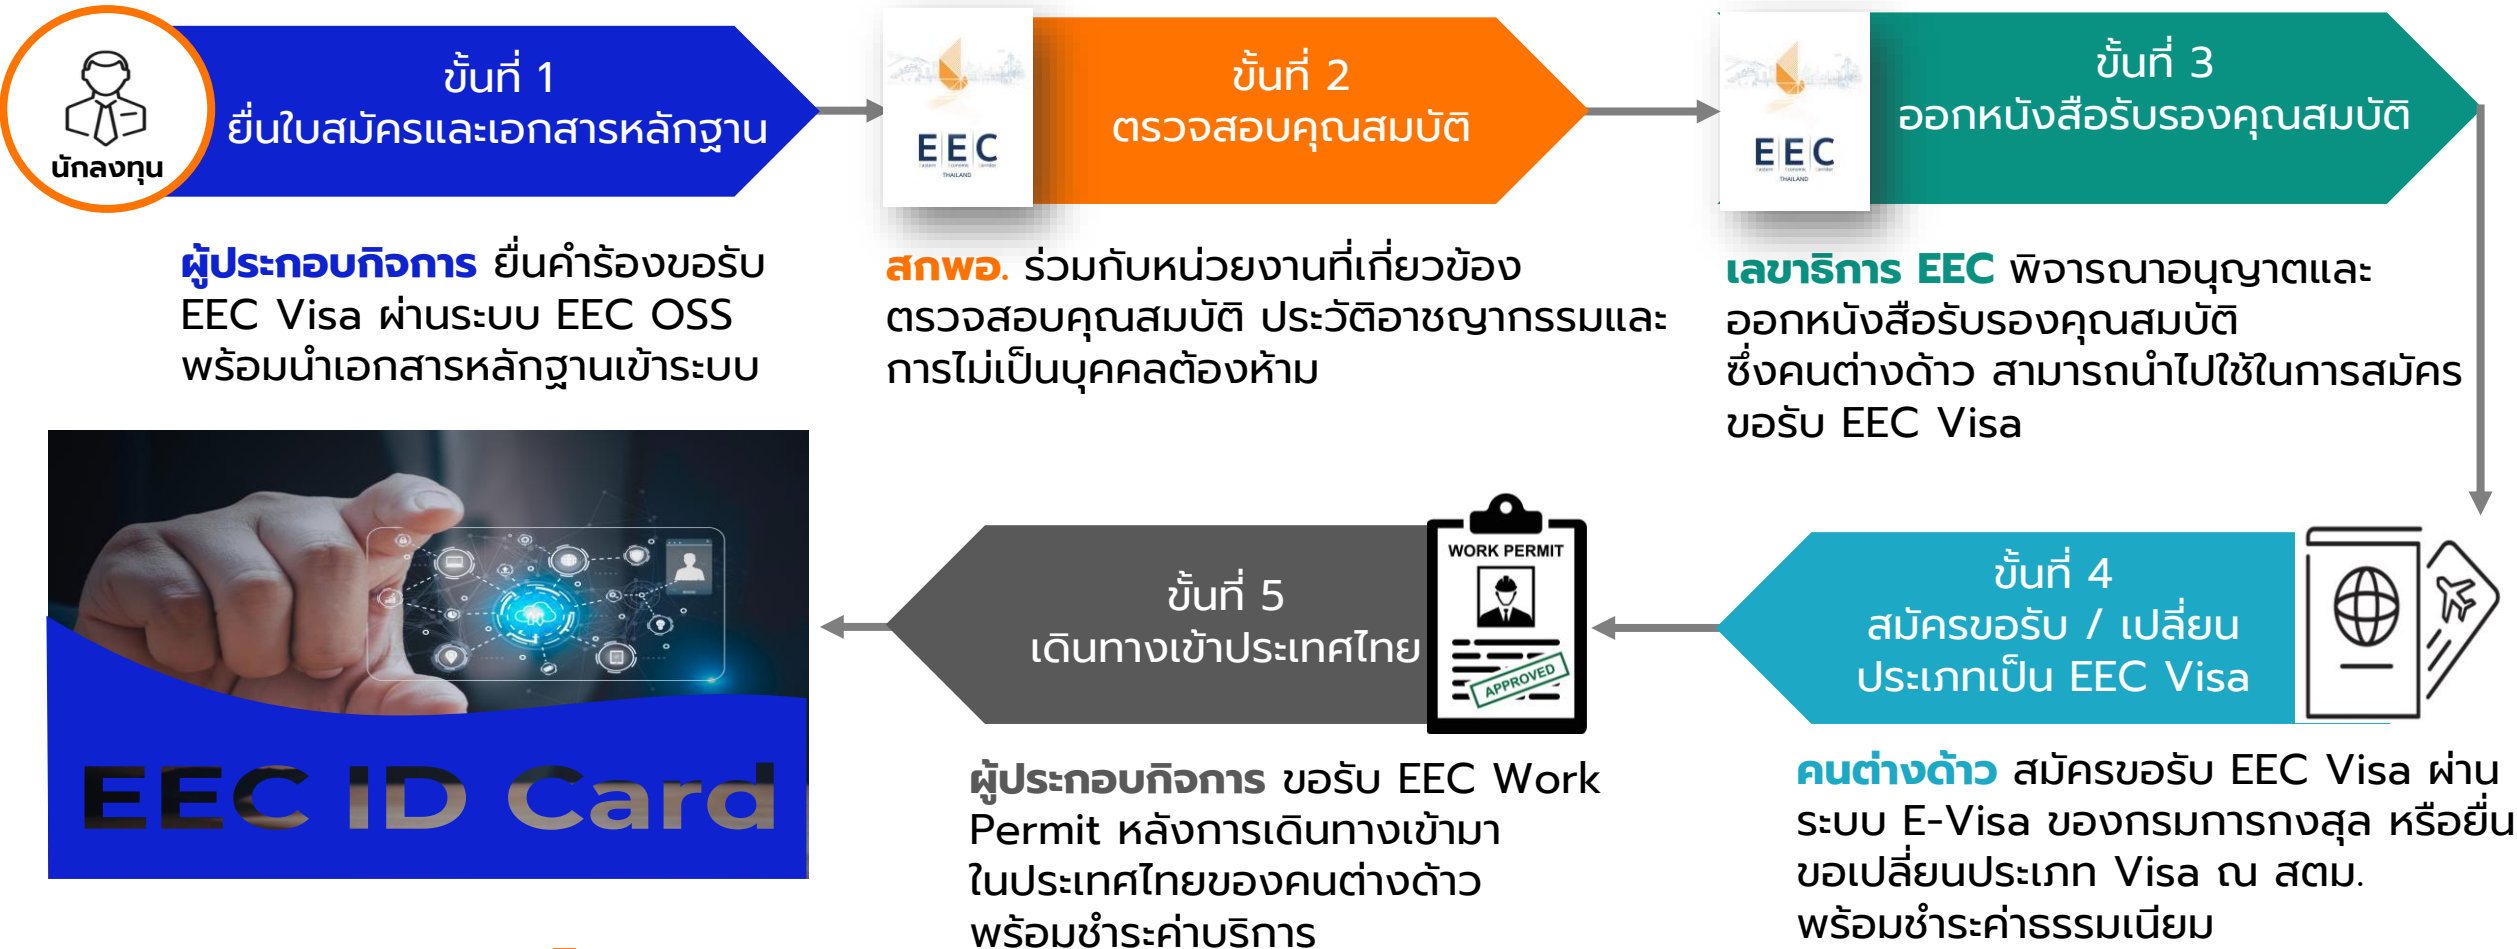 นักลงทุน
ขั้นที่ 1
ยื่นใบสมัครและเอกสารหลักฐาน
ผู้ประกอบกิจการ ยื่นคำร้องขอรับ
EEC Visa ผ่านระบบ EEC OSS
พร้อมนำเอกสารหลักฐานเข้าระบบ
EEC
Eastern Economic Corridor
THAILAND
ขั้นที่ 2
ตรวจสอบคุณสมบัติ
สกพอ. ร่วมกับหน่วยงานที่เกี่ยวข้อง
ตรวจสอบคุณสมบัติ ประวัติอาชญากรรมและ
การไม่เป็นบุคคลต้องห้าม
EEC
Eastern Economic Corridor
THAILAND
ขั้นที่ 3
ออกหนังสือรับรองคุณสมบัติ
เลขาธิการ EEC พิจารณาอนุญาตและ
ออกหนังสือรับรองคุณสมบัติ
ซึ่งคนต่างด้าว สามารถนำไปใช้ในการสมัคร
ขอรับ EEC Visa
ขั้นที่ 4
สมัครขอรับ / เปลี่ยน
ประเภทเป็น EEC Visa
คนต่างด้าว สมัครขอรับ EEC Visa ผ่าน
ระบบ E-Visa ของกรมการกงสุล หรือยื่น
ขอเปลี่ยนประเภท Visa ณ สตม.
พร้อมชำระค่าธรรมเนียม
ขั้นที่ 5
เดินทางเข้าประเทศไทย
WORK PERMIT
APPROVED
ผู้ประกอบกิจการ ขอรับ EEC Work
Permit หลังการเดินทางเข้ามา
ในประเทศไทยของคนต่างด้าว
พร้อมชำระค่าบริการ
EEC ID Card